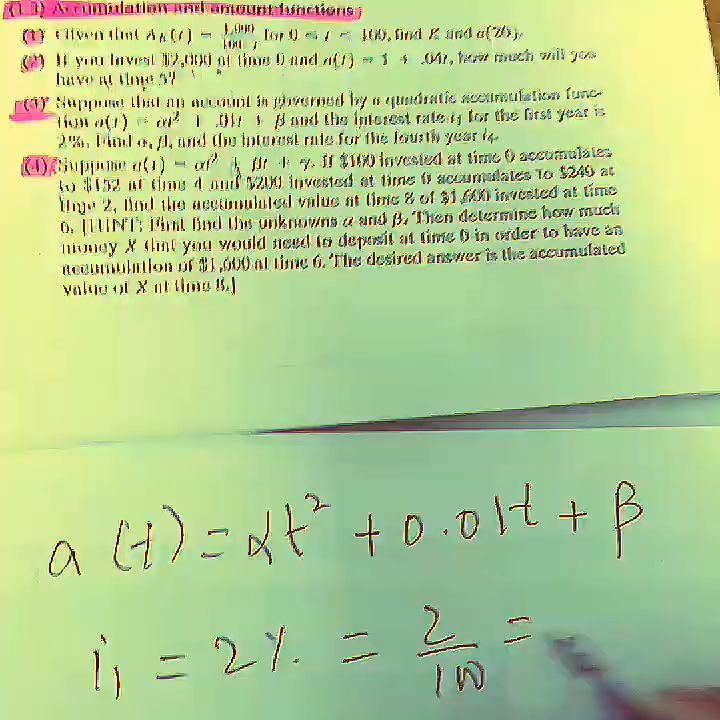 (1.3) Accumulation and amount functions
(1) Given that A_K(t) = 1,000/(100 - t) for 0 ≤ t < 100, find K and a(20).
(2) If you invest $2,000 at time 0 and a(t) = 1 + .04t, how much will you
have at time 5?
(3) Suppose that an account is governed by a quadratic accumulation func-
tion a(t) = αt² + .01t + β and the interest rate i₁ for the first year is
2%. Find α, β, and the interest rate for the fourth year i₄.
(4) Suppose a(t) = αt² + βt + γ. If $100 invested at time 0 accumulates
to $152 at time 4 and $200 invested at time 0 accumulates to $240 at
time 2, find the accumulated value at time 8 of $1,600 invested at time
6. [HINT: First find the unknowns α and β. Then determine how much
money X that you would need to deposit at time 0 in order to have an
accumulation of $1,600 at time 6. The desired answer is the accumulated
value of X at time 8.]
a(t) = αt² + 0.01t + β
i₁ = 2% = 2/100 =